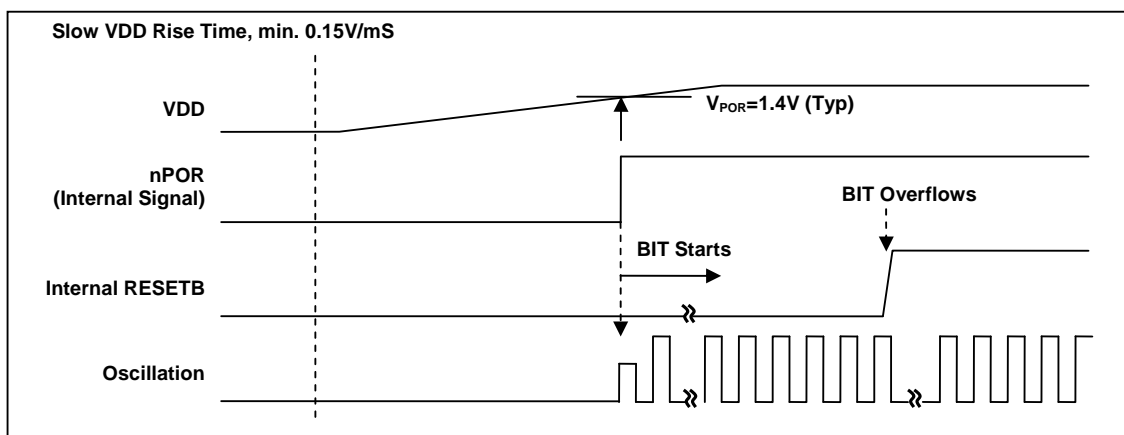 Slow VDD Rise Time, min. 0.15V/mS
VDD
VPOR=1.4V (Typ)
nPOR
(Internal Signal)
BIT Overflows
BIT Starts
Internal RESETB
Oscillation